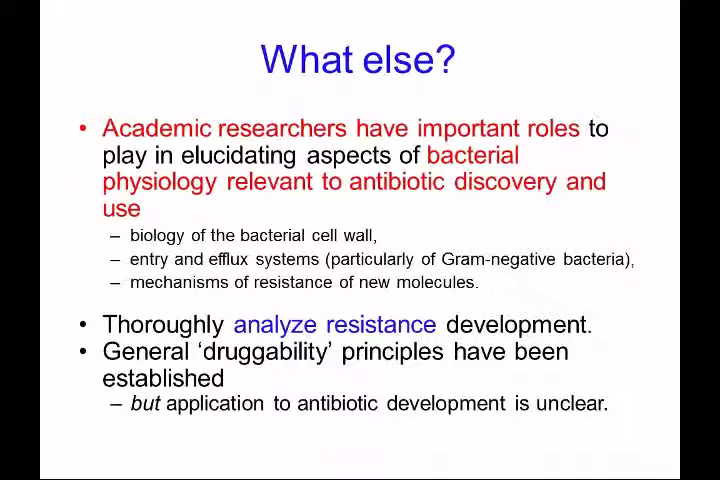 What else?
• Academic researchers have important roles to
play in elucidating aspects of bacterial
physiology relevant to antibiotic discovery and
use
– biology of the bacterial cell wall,
– entry and efflux systems (particularly of Gram-negative bacteria),
– mechanisms of resistance of new molecules.
• Thoroughly analyze resistance development.
• General ‘druggability’ principles have been
established
– but application to antibiotic development is unclear.